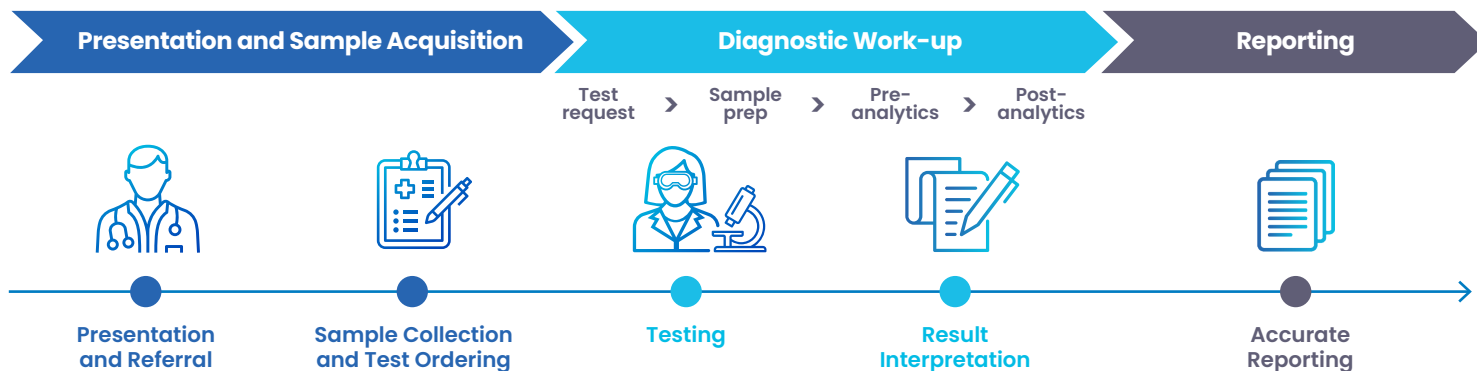 Presentation and Sample Acquisition
Diagnostic Work-up
Reporting
Test
request
>
Sample
prep
>
Pre-
analytics
>
Post-
analytics
Presentation
and Referral
Sample Collection
and Test Ordering
Testing
Result
Interpretation
Accurate
Reporting